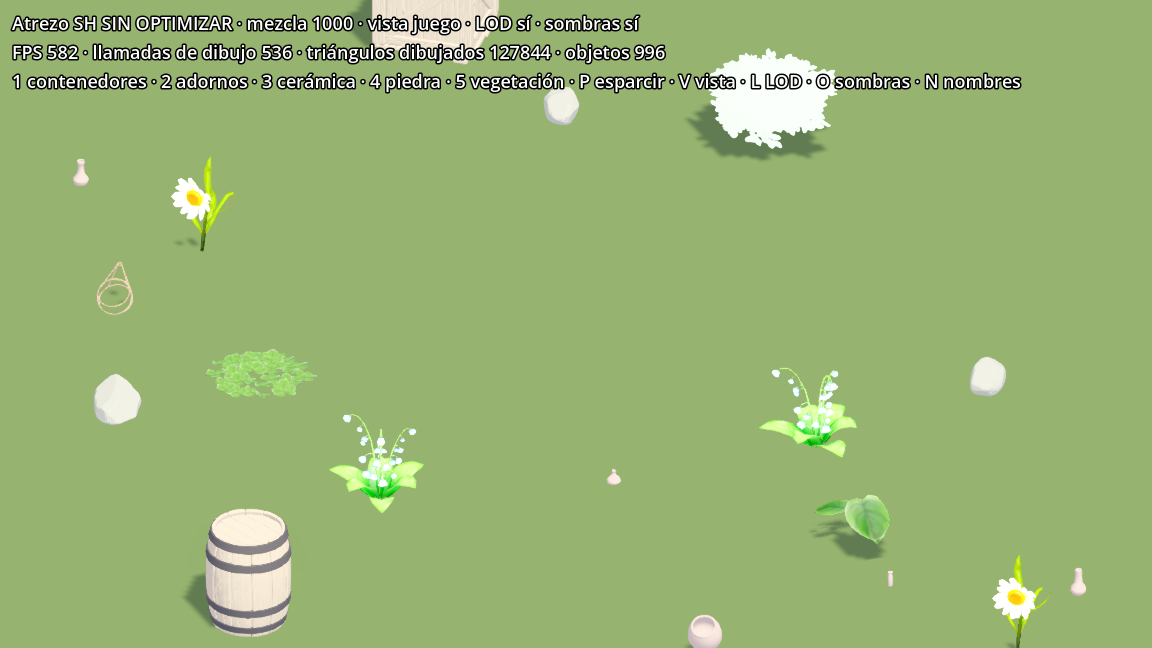 Atrezo SH SIN OPTIMIZAR · mezcla 1000 · vista juego · LOD sí · sombras sí
FPS 582 · llamadas de dibujo 536 · triángulos dibujados 127844 · objetos 996
1 contenedores · 2 adornos · 3 cerámica · 4 piedra · 5 vegetación · P esparcir · V vista · L LOD · O sombras · N nombres